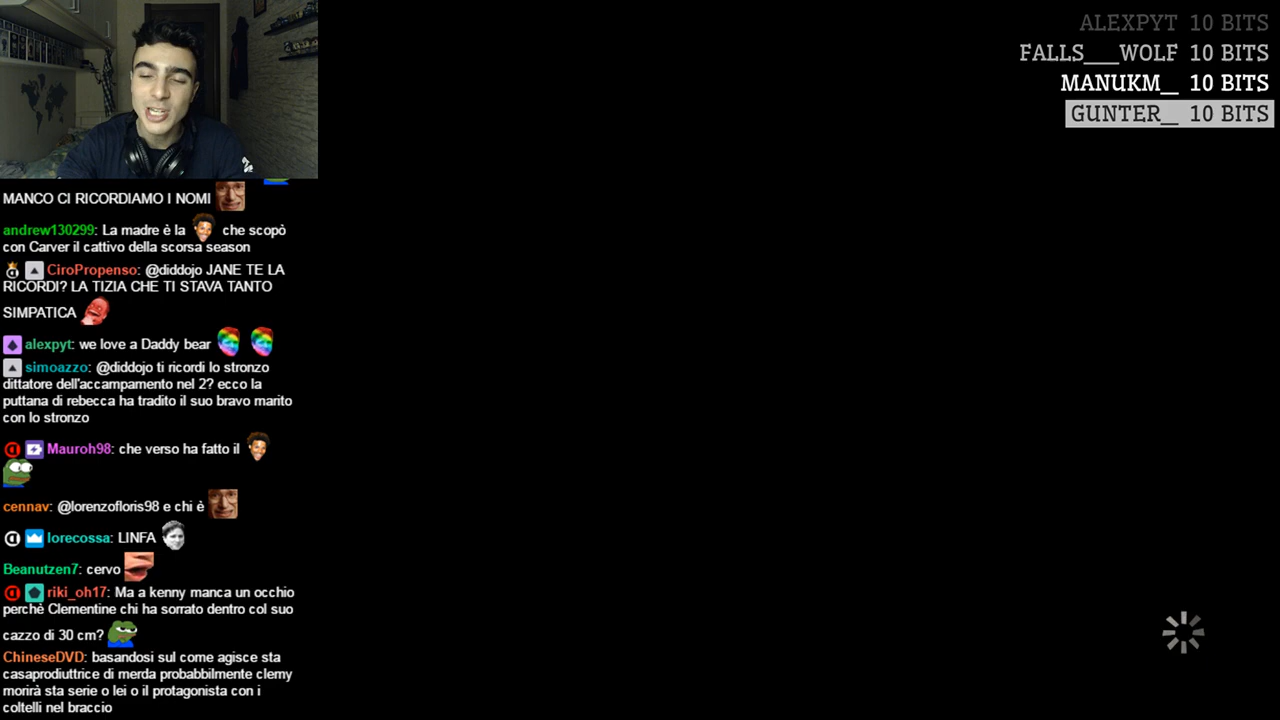 ALEXPYT 10 BITS
FALLS___WOLF 10 BITS
MANUKM__ 10 BITS
GUNTER__ 10 BITS
MANCO CI RICORDIAMO I NOMI
andrew130299: La madre è la che scopò
con Carver il cattivo della scorsa season
CiroPropenso: @diddojo JANE TE LA
RICORDI? LA TIZIA CHE TI STAVA TANTO
SIMPATICA
alexpyt: we love a Daddy bear
simoazzo: @diddojo ti ricordi lo stronzo
dittatore dell'accampamento nel 2? ecco la
puttana di rebecca ha tradito il suo bravo marito
con lo stronzo
Mauroh98: che verso ha fatto il
cennav: @lorenzofloris98 e chi è
lorecossa: LINFA
Beanutzen7: cervo
riki_oh17: Ma a kenny manca un occhio
perchè Clementine chi ha sorrato dentro col suo
cazzo di 30 cm?
ChineseDVD: basandosi sul come agisce sta
casaprodiuttrice di merda probabbilmente clemy
morirà sta serie o lei o il protagonista con i
coltelli nel braccio